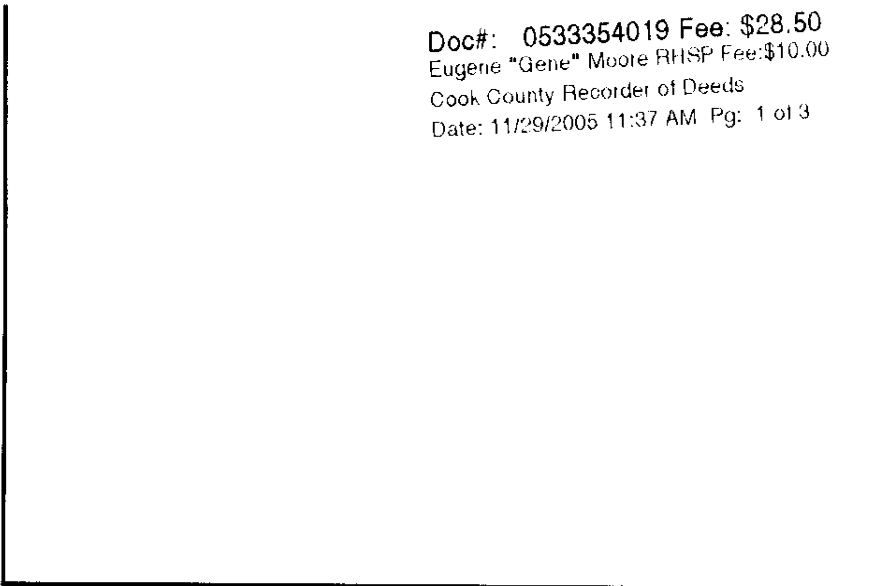 Doc#: 0533354019 Fee: $28.50
Eugene "Gene" Moore RHSP Fee:$10.00
Cook County Recorder of Deeds
Date: 11/29/2005 11:37 AM Pg: 1 of 3